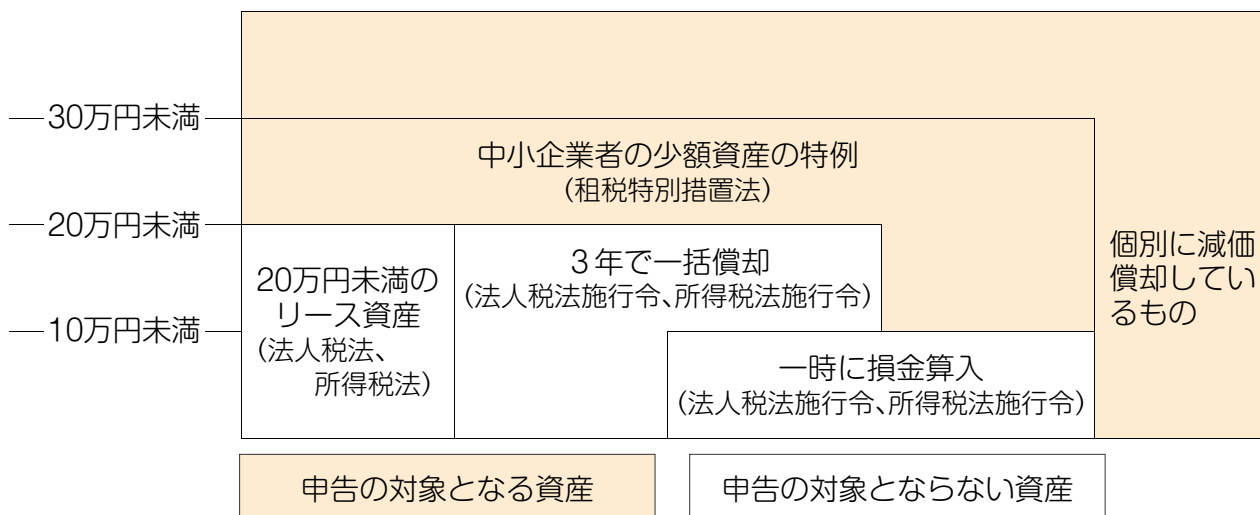 30万円未満
中小企業者の少額資産の特例
（租税特別措置法）
20万円未満
個別に減価
償却してい
るもの
20万円未満の
リース資産
（法人税法、
所得税法）
３年で一括償却
（法人税法施行令、所得税法施行令）
10万円未満
一時に損金算入
（法人税法施行令、所得税法施行令）
申告の対象となる資産
申告の対象とならない資産